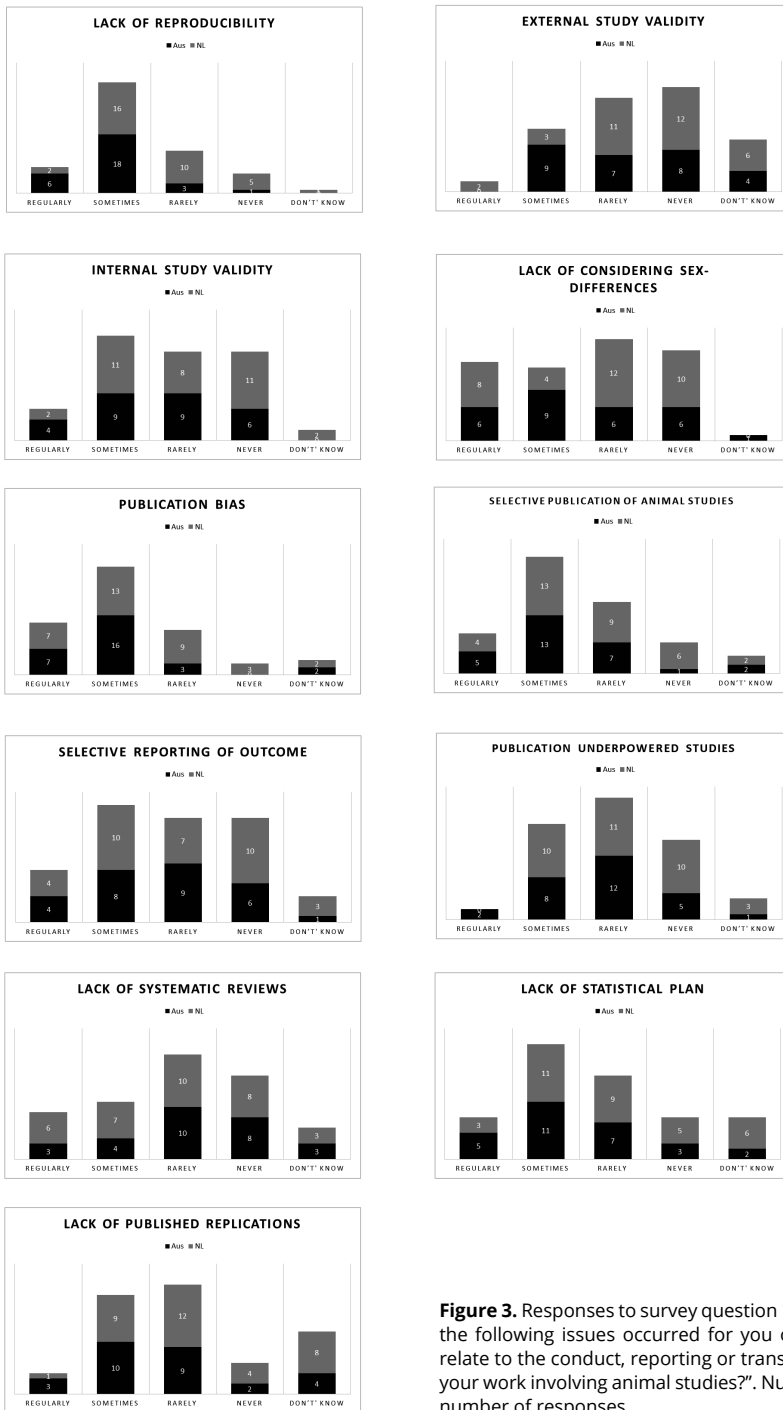 LACK OF REPRODUCIBILITY
Aus NL
16 
2 10 5
6 18 3 1 1
REGULARLY SOMETIMES RARELY NEVER DON'T' KNOW
EXTERNAL STUDY VALIDITY
Aus NL
2 3 11 12 6
0 9 7 8 4
REGULARLY SOMETIMES RARELY NEVER DON'T' KNOW
INTERNAL STUDY VALIDITY
Aus NL
2 11 8 11 2
4 9 9 6 0
REGULARLY SOMETIMES RARELY NEVER DON'T' KNOW
LACK OF CONSIDERING SEX-
DIFFERENCES
Aus NL
8 4 12 10 0
6 9 6 6 1
REGULARLY SOMETIMES RARELY NEVER DON'T' KNOW
PUBLICATION BIAS
Aus NL
7 13 9 3 2
7 16 3 0 2
REGULARLY SOMETIMES RARELY NEVER DON'T' KNOW
SELECTIVE PUBLICATION OF ANIMAL STUDIES
Aus NL
4 13 9 6 2
5 13 7 1 2
REGULARLY SOMETIMES RARELY NEVER DON'T' KNOW
SELECTIVE REPORTING OF OUTCOME
Aus NL
4 10 7 10 3
4 8 9 6 1
REGULARLY SOMETIMES RARELY NEVER DON'T' KNOW
PUBLICATION UNDERPOWERED STUDIES
Aus NL
0 10 11 10 3
2 8 12 5 1
REGULARLY SOMETIMES RARELY NEVER DON'T' KNOW
LACK OF SYSTEMATIC REVIEWS
Aus NL
6 7 10 8 3
3 4 10 8 3
REGULARLY SOMETIMES RARELY NEVER DON'T' KNOW
LACK OF STATISTICAL PLAN
Aus NL
3 11 9 5 6
5 11 7 3 2
REGULARLY SOMETIMES RARELY NEVER DON'T' KNOW
LACK OF PUBLISHED REPLICATIONS
Aus NL
1 9 12 4 8
3 10 9 2 4
REGULARLY SOMETIMES RARELY NEVER DON'T' KNOW
Figure 3. Responses to survey question
the following issues occurred for you
relate to the conduct, reporting or
your work involving animal studies?".
number of responses.